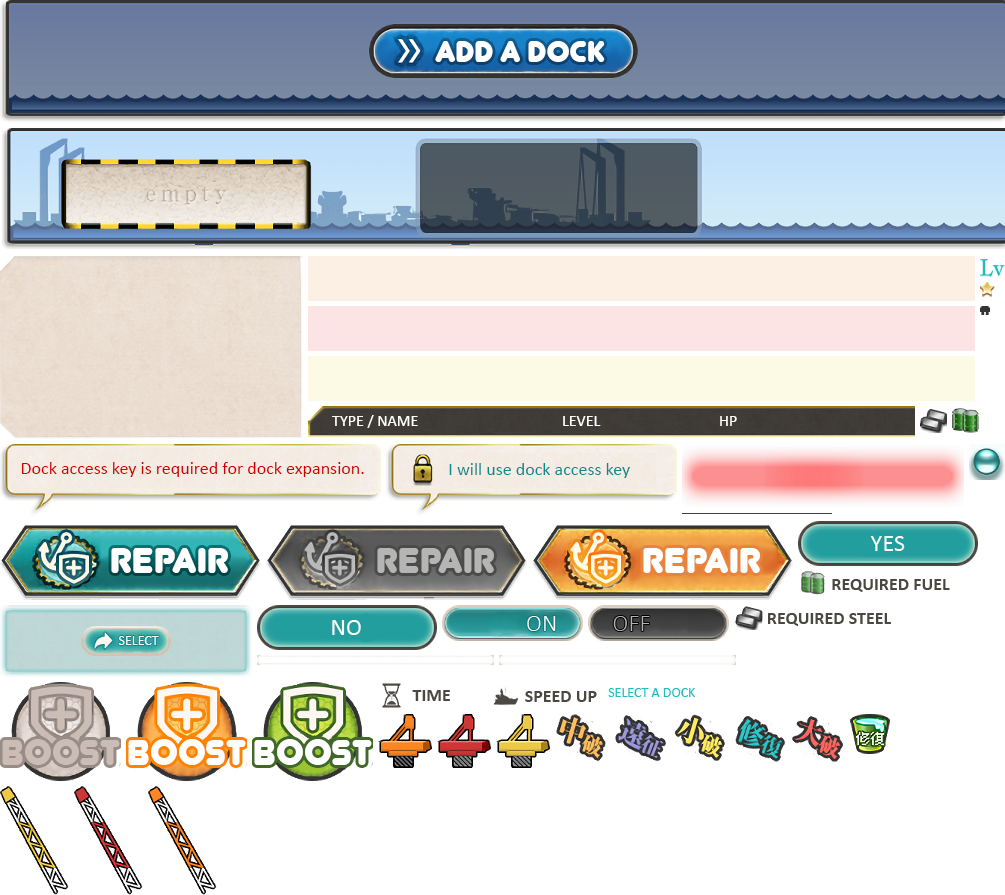 ADD A DOCK
empty
Lv
TYPE / NAME LEVEL HP
Dock access key is required for dock expansion.
I will use dock access key
REPAIR
REPAIR
REPAIR
YES
REQUIRED FUEL
SELECT
NO
ON
OFF
REQUIRED STEEL
BOOST
BOOST
BOOST
TIME
SPEED UP
SELECT A DOCK
中破
遠征
小破
修復
大破
修復